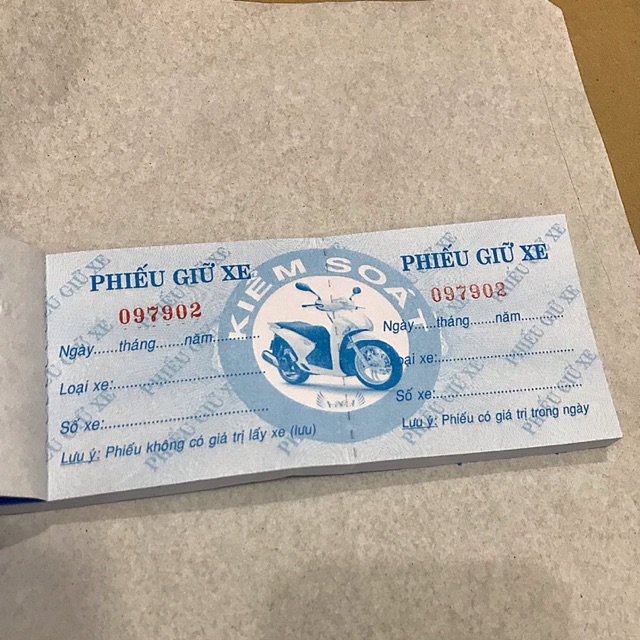 PHIẾU GIỮ XE
097902
Ngày.....tháng.......năm............
Loại xe:
Số xe:
Lưu ý: Phiếu không có giá trị lấy xe (lưu)
KIỂM SOÁT
PHIẾU GIỮ XE
097902
Ngày......tháng.......năm............
oại xe:
Số xe:
Lưu ý: Phiếu có giá trị trong ngày